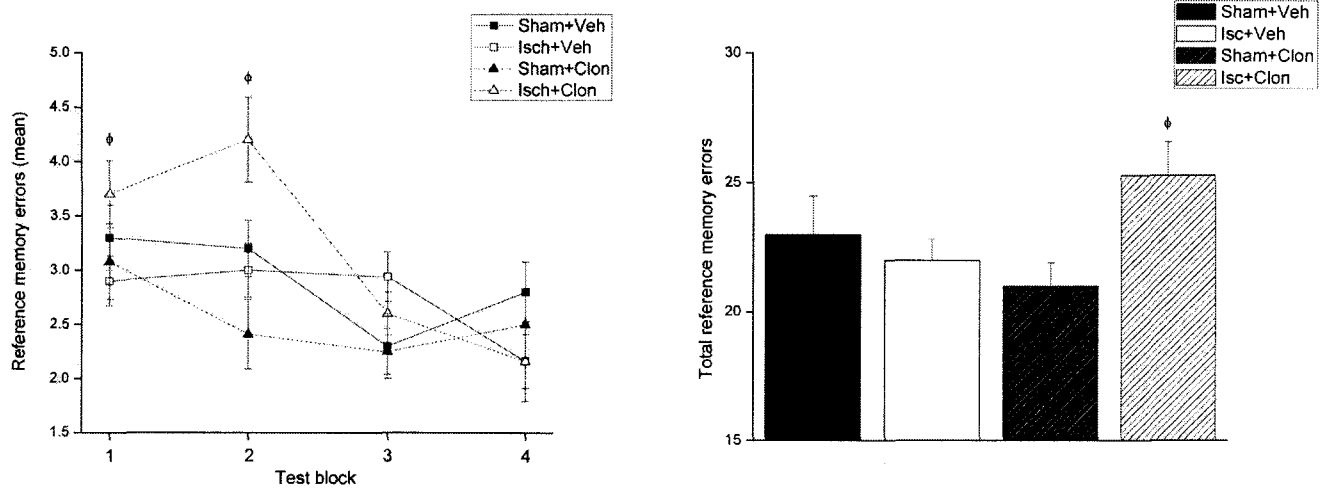 Sham+Veh
Isch+Veh
Sham+Clon
Isch+Clon
5.0
4.5
4.0
3.5
3.0
2.5
2.0
1.5
Reference memory errors (mean)
ϕ
ϕ
1
2
3
4
Test block
Sham+Veh
Isc+Veh
Sham+Clon
Isc+Clon
30
25
20
15
Total reference memory errors
ϕ